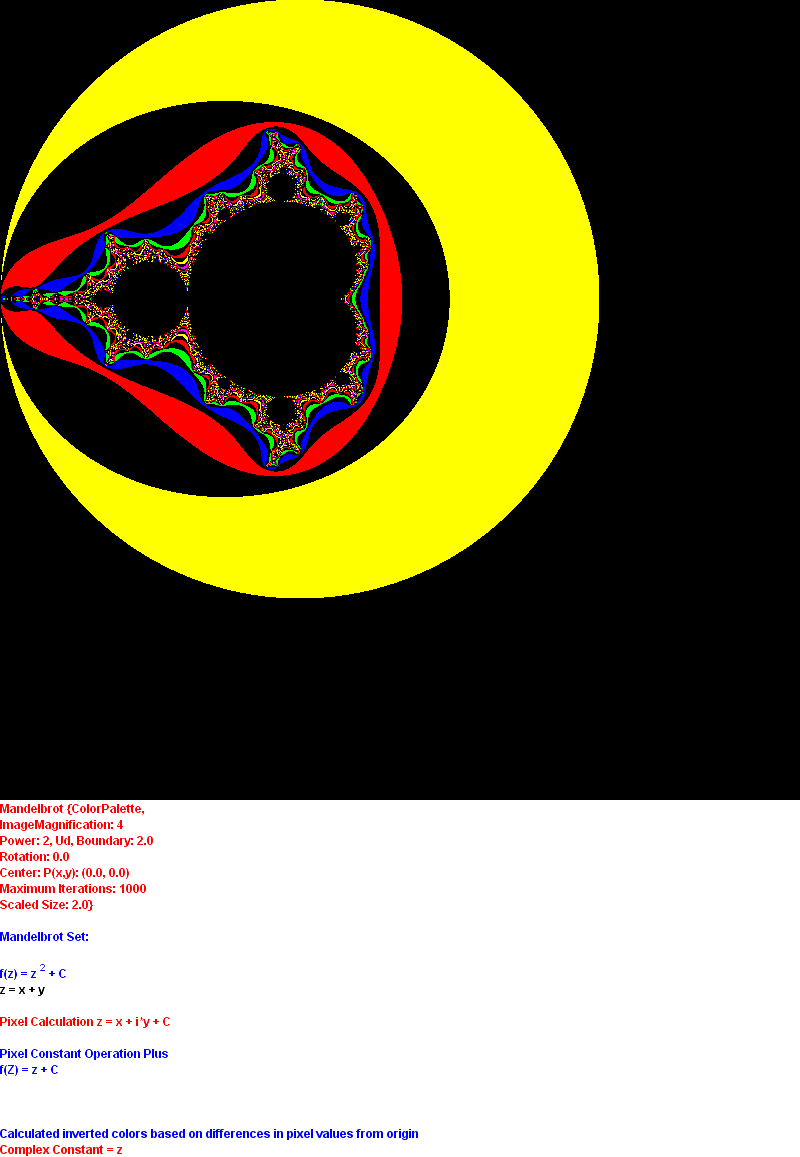 Mandelbrot {ColorPalette,
ImageMagnification: 4
Power: 2, Ud, Boundary: 2.0
Rotation: 0.0
Center: P(x,y): (0.0, 0.0)
Maximum Iterations: 1000
Scaled Size: 2.0}
Mandelbrot Set:
f(z) = z 2 + C
z = x + y
Pixel Calculation z = x + i*y + C
Pixel Constant Operation Plus
f(Z) = z + C
Calculated inverted colors based on differences in pixel values from origin
Complex Constant = z